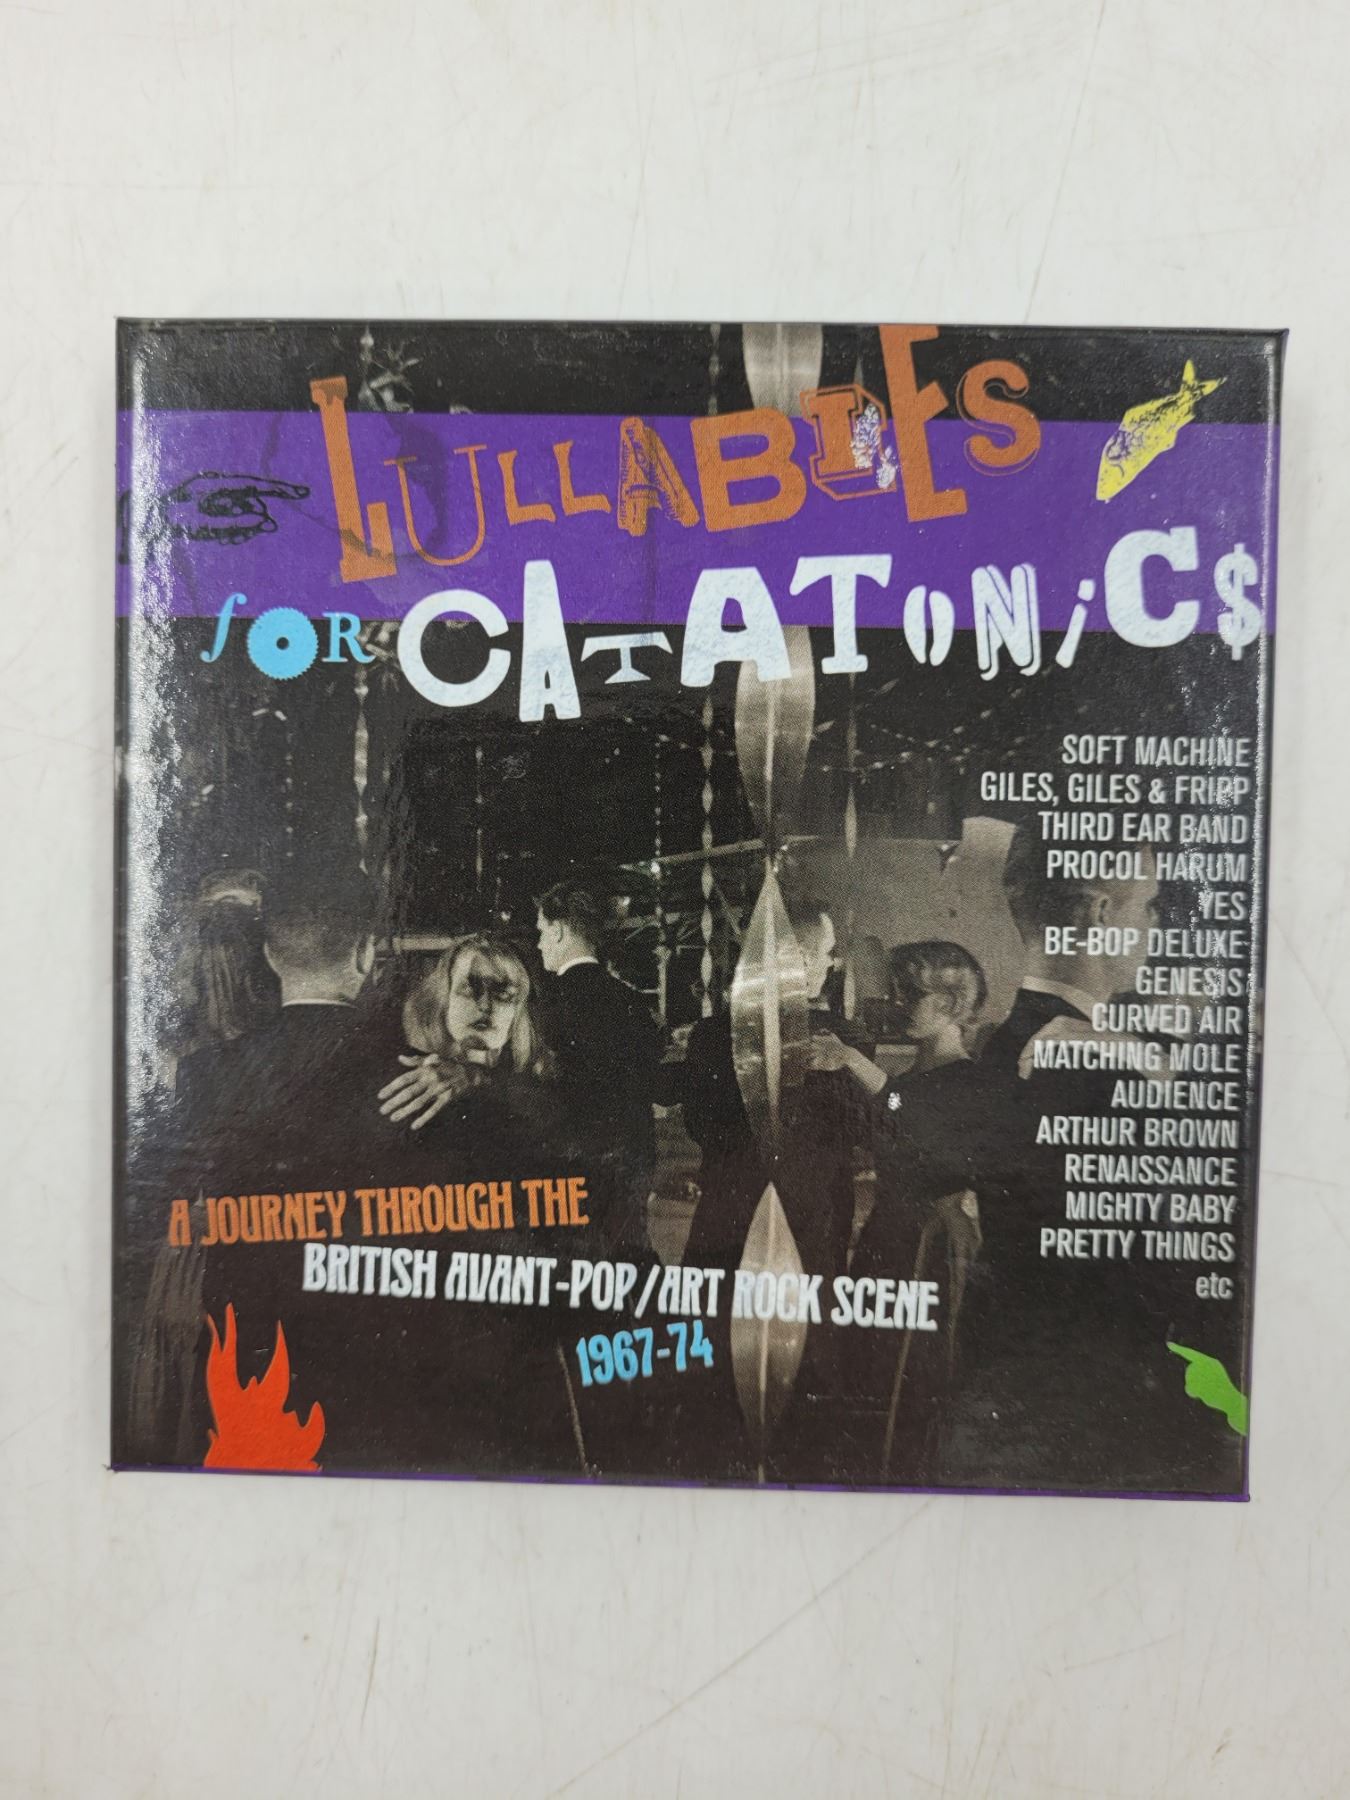 LULLABIES
fOR CATATONiC$
SOFT MACHINE
GILES, GILES & FRIPP
THIRD EAR BAND
PROCOL HARUM
YES
BE-BOP DELUXE
GENESIS
CURVED AIR
MATCHING MOLE
AUDIENCE
ARTHUR BROWN
RENAISSANCE
MIGHTY BABY
PRETTY THINGS
etc
A JOURNEY THROUGH THE
BRITISH AVANT-POP/ART ROCK SCENE
1967-74